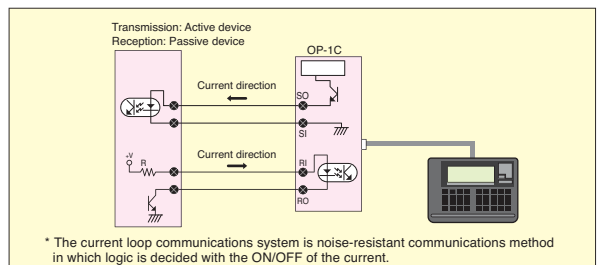 Transmission: Active device
Reception: Passive device
OP-1C
Current direction
SO
SI
+V
R
Current direction
RI
RO
* The current loop communications system is noise-resistant communications method
in which logic is decided with the ON/OFF of the current.